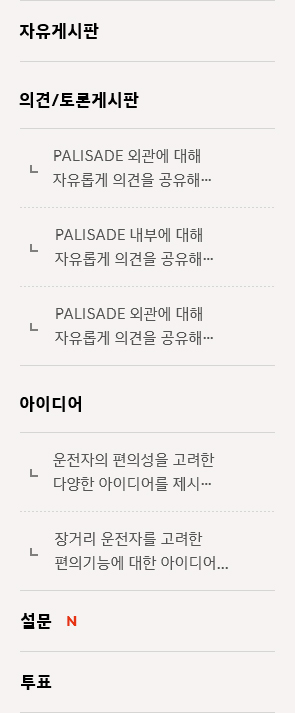 자유게시판
의견/토론게시판
PALISADE 외관에 대해
자유롭게 의견을 공유해…
PALISADE 내부에 대해
자유롭게 의견을 공유해…
PALISADE 외관에 대해
자유롭게 의견을 공유해…
아이디어
운전자의 편의성을 고려한
다양한 아이디어를 제시…
장거리 운전자를 고려한
편의기능에 대한 아이디어...
설문 N
투표